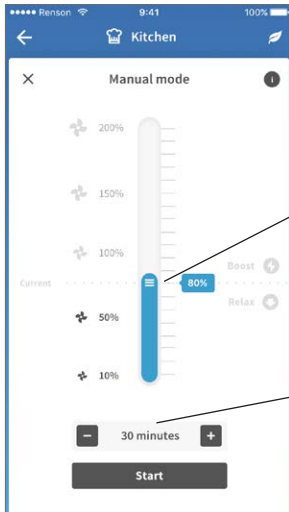 Renson 9:41 100%
Kitchen
Manual mode
200%
150%
100%
Boost
Current 80%
Relax
50%
10%
30 minutes
Start